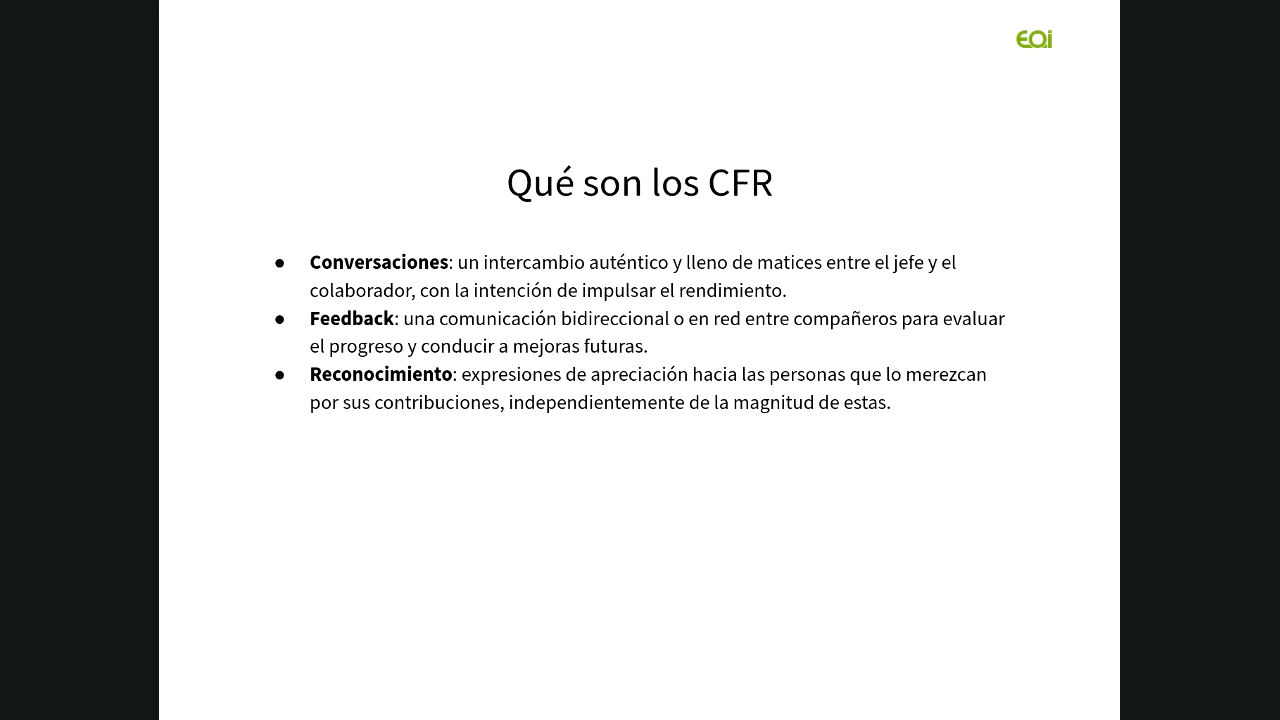 EOi
Qué son los CFR
● Conversaciones: un intercambio auténtico y lleno de matices entre el jefe y el
colaborador, con la intención de impulsar el rendimiento.
● Feedback: una comunicación bidireccional o en red entre compañeros para evaluar
el progreso y conducir a mejoras futuras.
● Reconocimiento: expresiones de apreciación hacia las personas que lo merezcan
por sus contribuciones, independientemente de la magnitud de estas.